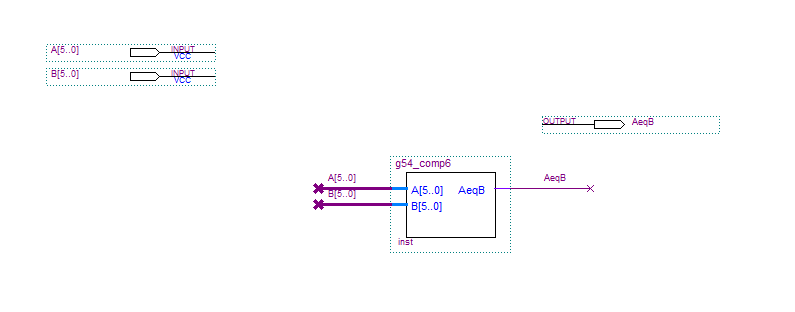 A[5..0] INPUT
VCC
B[5..0] INPUT
VCC
OUTPUT AeqB
g54_comp6
A[5..0] AeqB
B[5..0]
A[5..0] AeqB
B[5..0]
inst